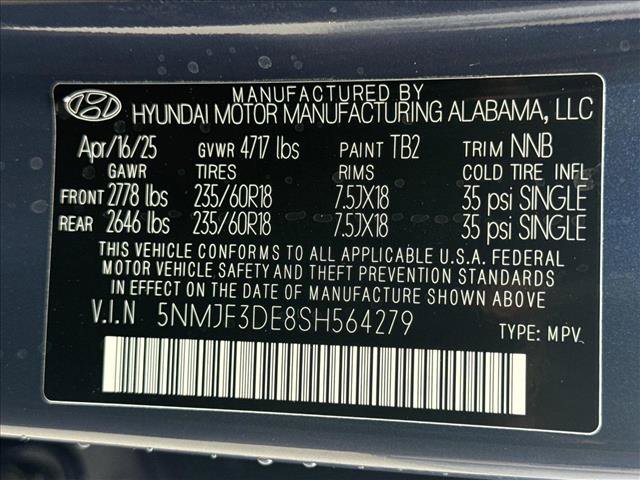 MANUFACTURED BY
HYUNDAI MOTOR MANUFACTURING ALABAMA, LLC
Apr/16/25 GVWR 4717 lbs PAINT TB2 TRIM NNB
GAWR TIRES RIMS COLD TIRE INFL
FRONT 2778 lbs 235/60R18 7.5JX18 35 psi SINGLE
REAR 2646 lbs 235/60R18 7.5JX18 35 psi SINGLE
THIS VEHICLE CONFORMS TO ALL APPLICABLE U.S.A. FEDERAL
MOTOR VEHICLE SAFETY AND THEFT PREVENTION STANDARDS
IN EFFECT ON THE DATE OF MANUFACTURE SHOWN ABOVE.
V.I.N 5NMJF3DE8SH564279
TYPE: MPV